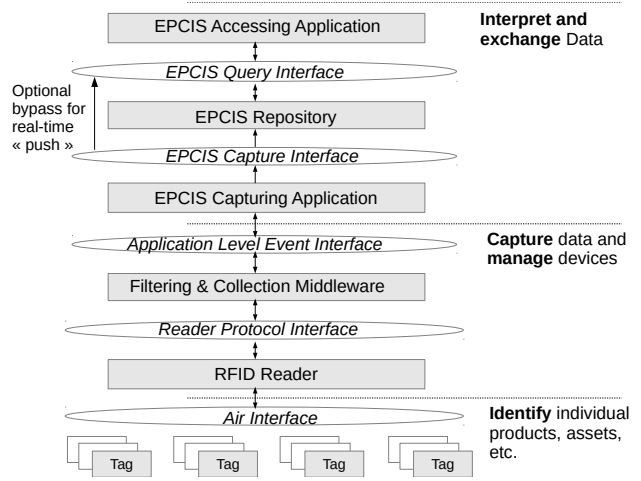 EPCIS Accessing Application
Interpret and
exchange Data
EPCIS Query Interface
Optional
bypass for
real-time
« push »
EPCIS Repository
EPCIS Capture Interface
EPCIS Capturing Application
Application Level Event Interface
Capture data and
manage devices
Filtering & Collection Middleware
Reader Protocol Interface
RFID Reader
Air Interface
Identify individual
products, assets,
etc.
Tag Tag Tag Tag